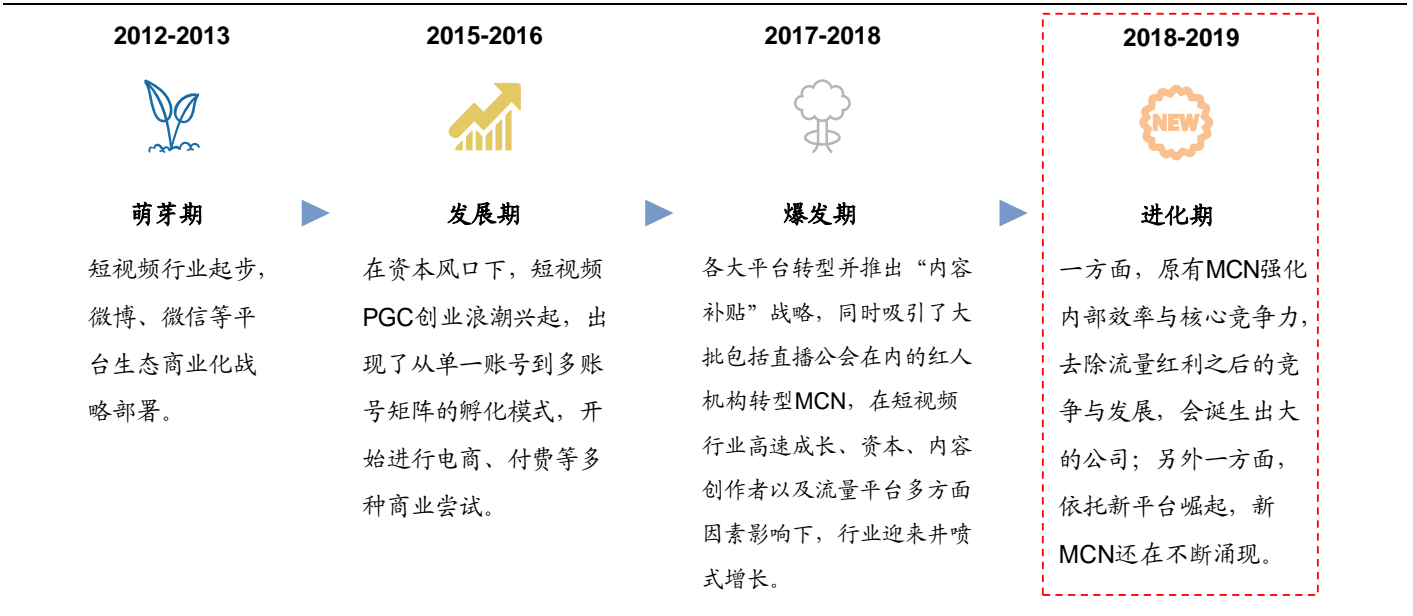 2012-2013
萌芽期
短视频行业起步，
微博、微信等平
台生态商业化战
略部署。
2015-2016
发展期
在资本风口下，短视频
PGC创业浪潮兴起，出
现了从单一账号到多账
号矩阵的孵化模式，开
始进行电商、付费等多
种商业尝试。
2017-2018
爆发期
各大平台转型并推出“内容
补贴”战略，同时吸引了大
批包括直播公会在内的红人
机构转型MCN，在短视频
行业高速成长、资本、内容
创作者以及流量平台多方面
因素影响下，行业迎来井喷
式增长。
2018-2019
NEW
进化期
一方面，原有MCN强化
内部效率与核心竞争力，
去除流量红利之后的竞
争与发展，会诞生出大
的公司；另外一方面，
依托新平台崛起，新
MCN还在不断涌现。